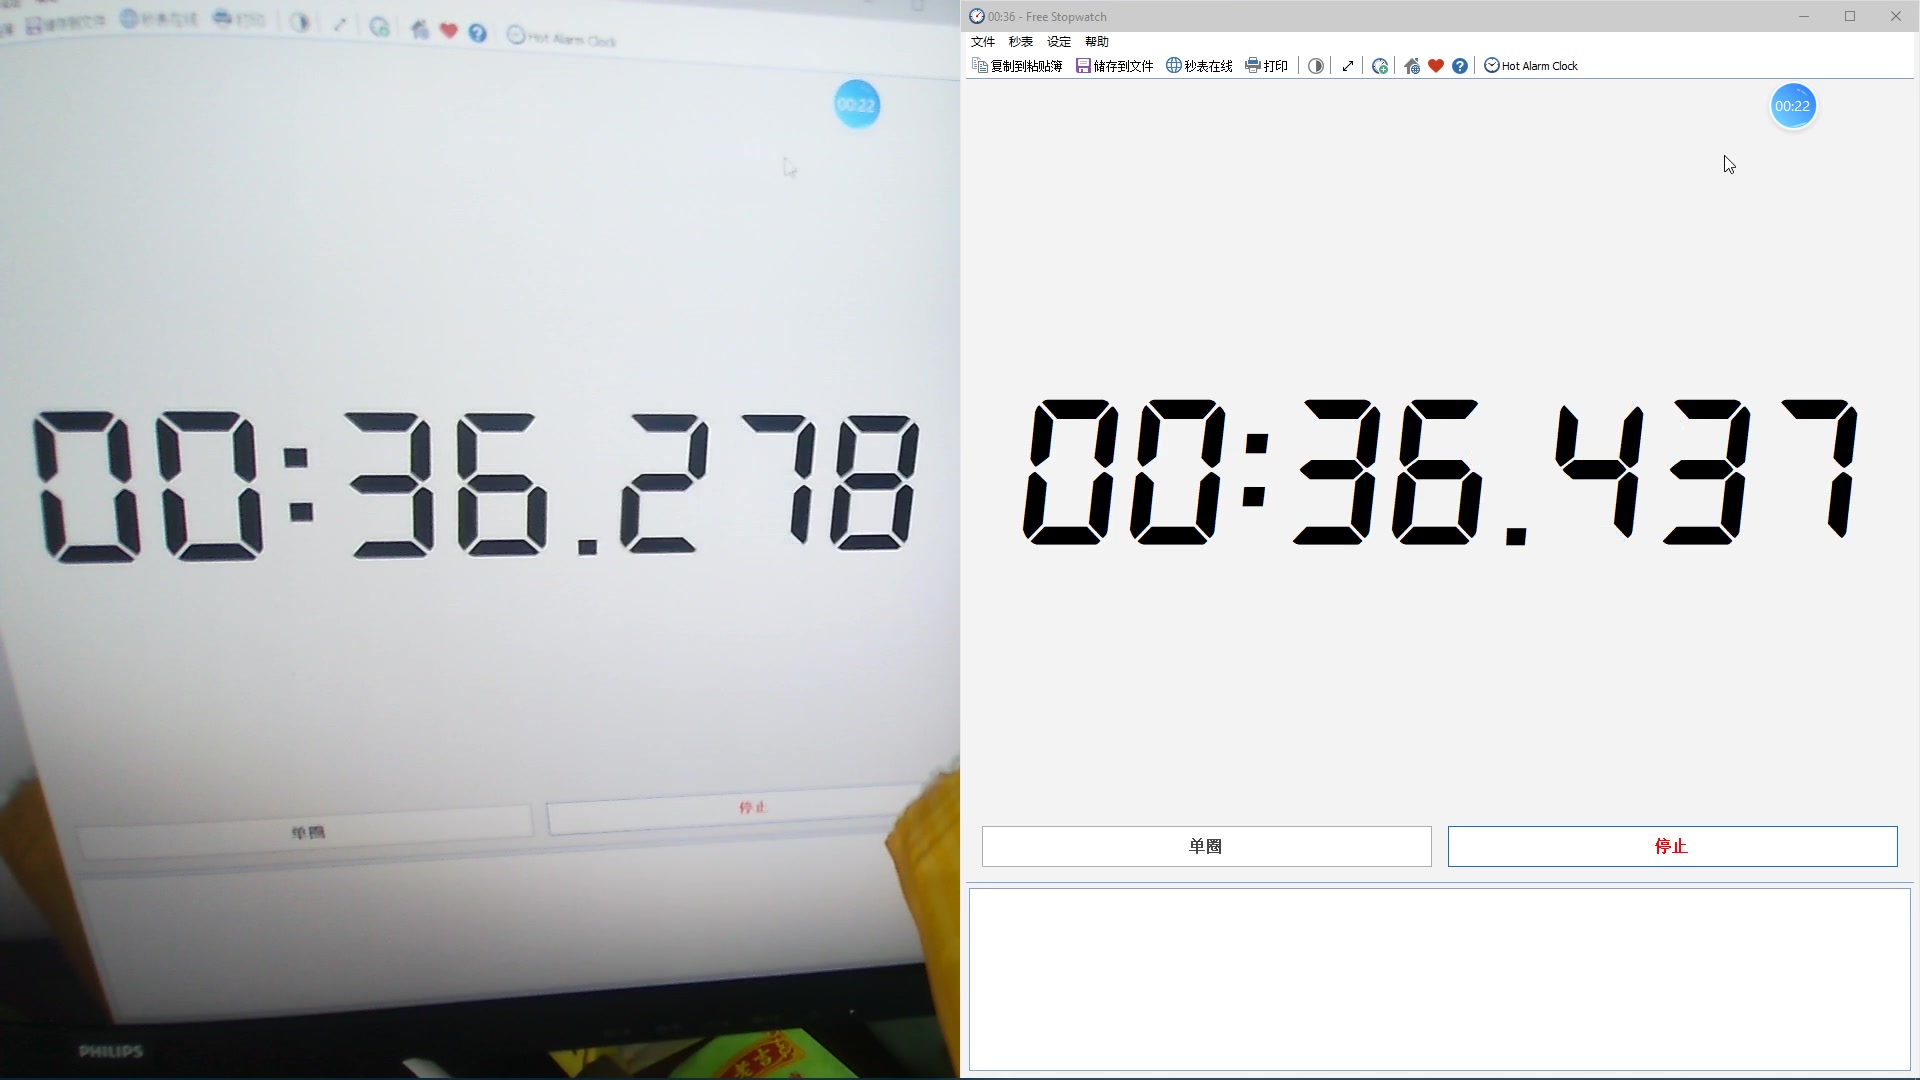 储存到文件 秒表在线 打印 Hot Alarm Clock
00:22
00:36.278
单圈 停止
PHILIPS
老吉
00:36 - Free Stopwatch
文件 秒表 设定 帮助
复制到粘贴簿 储存到文件 秒表在线 打印 Hot Alarm Clock
00:22
00:36.437
单圈 停止